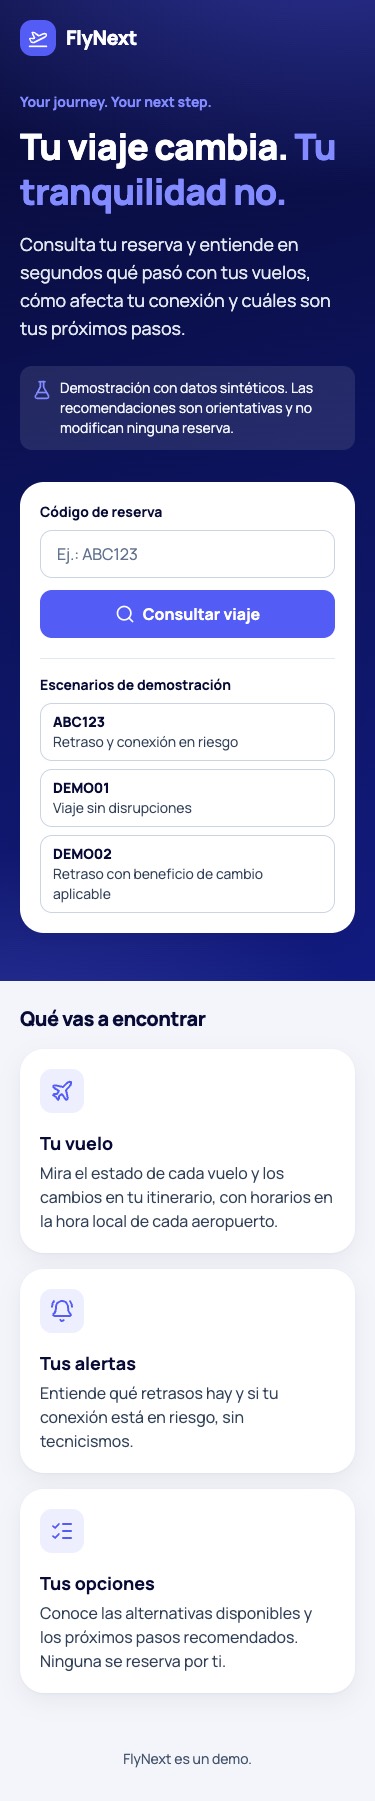 FlyNext
Your journey. Your next step.
Tu viaje cambia. Tu
tranquilidad no.
Consulta tu reserva y entiende en
segundos qué pasó con tus vuelos,
cómo afecta tu conexión y cuáles son
tus próximos pasos.
Demostración con datos sintéticos. Las
recomendaciones son orientativas y no
modifican ninguna reserva.
Código de reserva
Ej.: ABC123
Consultar viaje
Escenarios de demostración
ABC123
Retraso y conexión en riesgo
DEMO01
Viaje sin disrupciones
DEMO02
Retraso con beneficio de cambio
aplicable
Qué vas a encontrar
Tu vuelo
Mira el estado de cada vuelo y los
cambios en tu itinerario, con horarios en
la hora local de cada aeropuerto.
Tus alertas
Entiende qué retrasos hay y si tu
conexión está en riesgo, sin
tecnicismos.
Tus opciones
Conoce las alternativas disponibles y
los próximos pasos recomendados.
Ninguna se reserva por ti.
FlyNext es un demo.